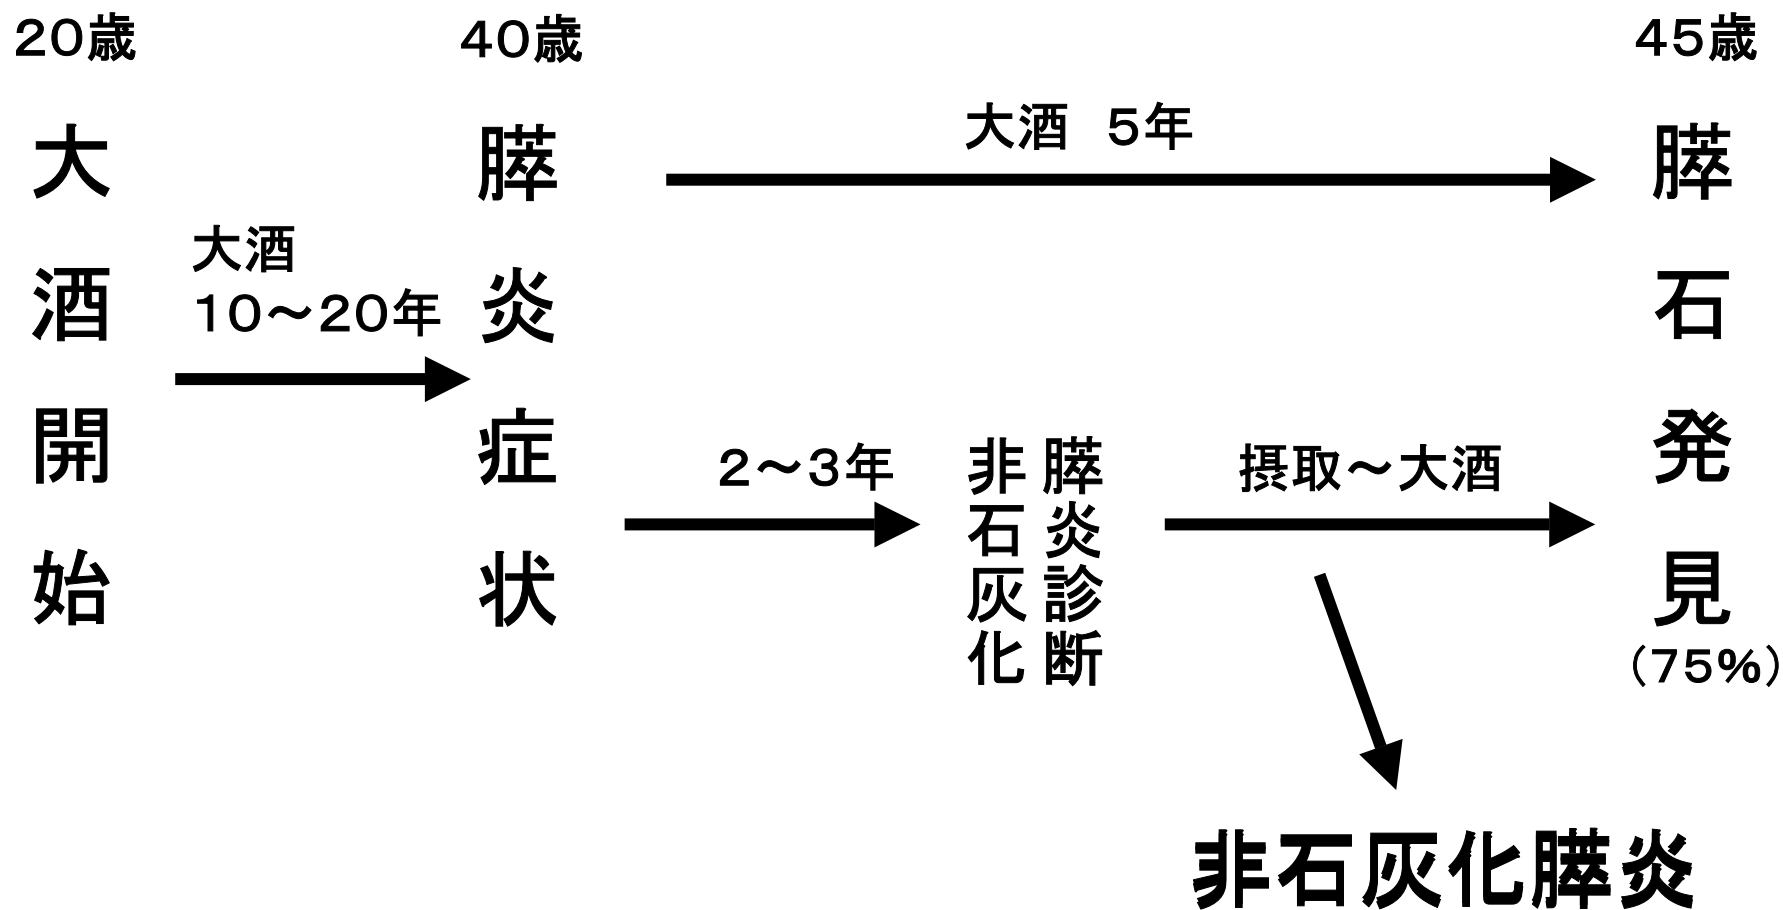 20歳
大酒開始
大酒
10～20年
40歳
膵炎症状
大酒 5年
2～3年
膵炎診断
非石灰化
摂取～大酒
45歳
膵石発見
（75%）
非石灰化膵炎